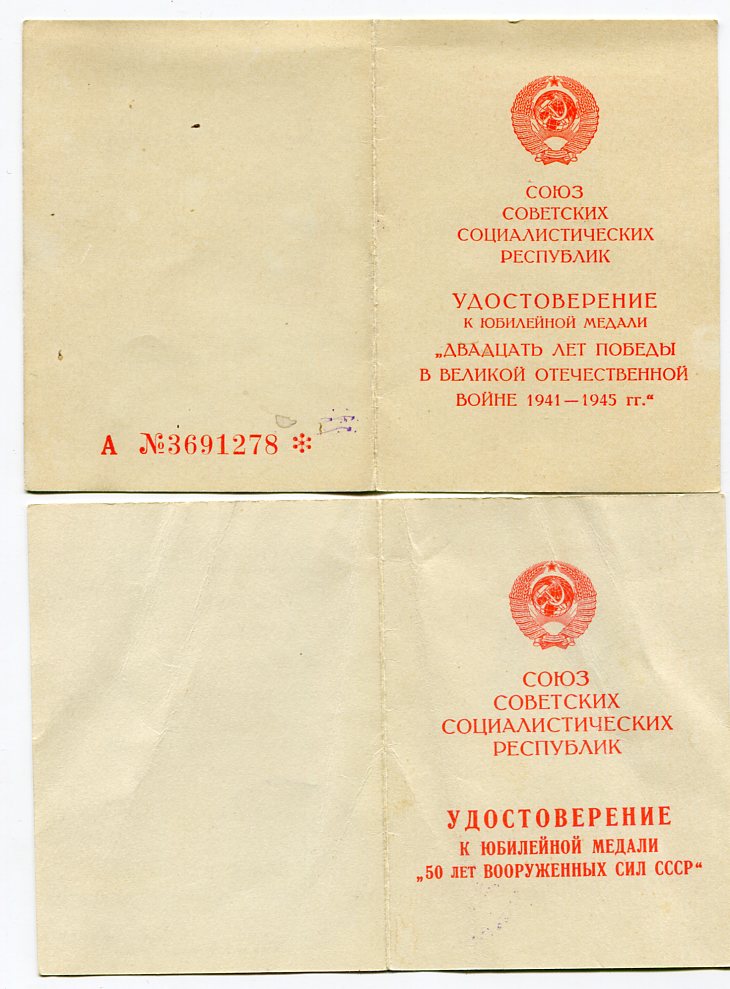 СОЮЗ
СОВЕТСКИХ
СОЦИАЛИСТИЧЕСКИХ
РЕСПУБЛИК
УДОСТОВЕРЕНИЕ
К ЮБИЛЕЙНОЙ МЕДАЛИ
„ДВАДЦАТЬ ЛЕТ ПОБЕДЫ
В ВЕЛИКОЙ ОТЕЧЕСТВЕННОЙ
ВОЙНЕ 1941—1945 гг.“
А №3691278 *
СОЮЗ
СОВЕТСКИХ
СОЦИАЛИСТИЧЕСКИХ
РЕСПУБЛИК
УДОСТОВЕРЕНИЕ
К ЮБИЛЕЙНОЙ МЕДАЛИ
„50 ЛЕТ ВООРУЖЕННЫХ СИЛ СССР“